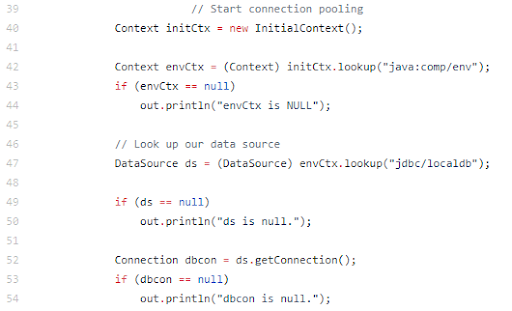 39 // Start connection pooling
40 Context initCtx = new InitialContext();
41
42 Context envCtx = (Context) initCtx.lookup("java:comp/env");
43 if (envCtx == null)
44 out.println("envCtx is NULL");
45
46 // Look up our data source
47 DataSource ds = (DataSource) envCtx.lookup("jdbc/localdb");
48
49 if (ds == null)
50 out.println("ds is null.");
51
52 Connection dbcon = ds.getConnection();
53 if (dbcon == null)
54 out.println("dbcon is null.");